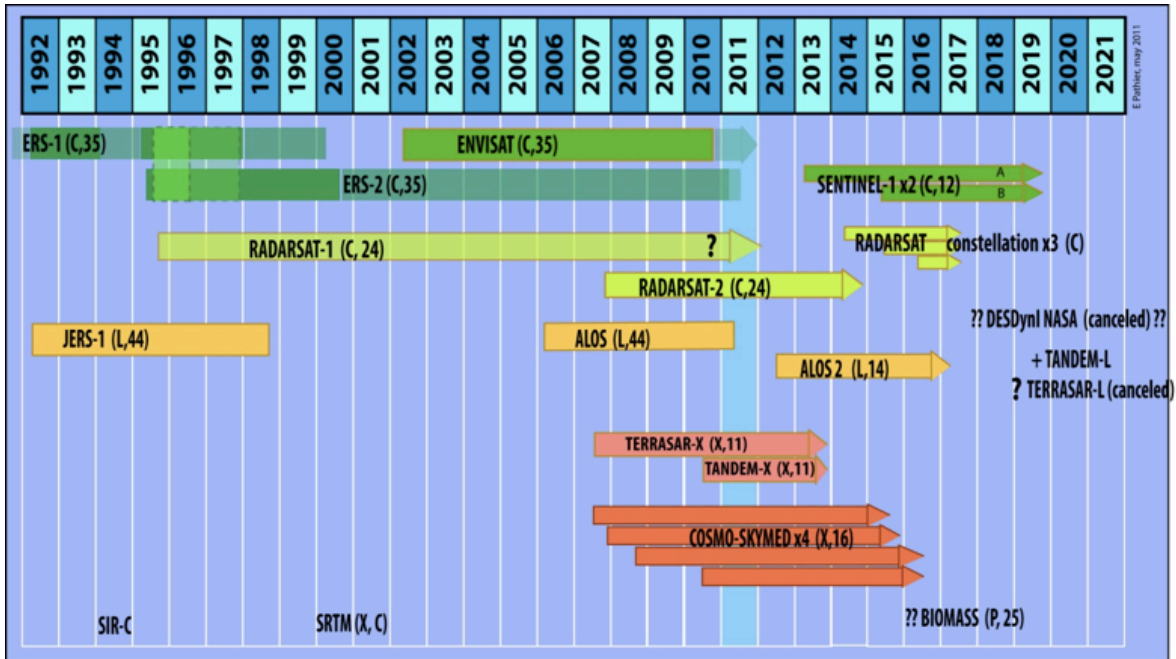 1992 1993 1994 1995 1996 1997 1998 1999 2000 2001 2002 2003 2004 2005 2006 2007 2008 2009 2010 2011 2012 2013 2014 2015 2016 2017 2018 2019 2020 2021
E Pathier, may 2011
ERS-1 (C,35)
ENVISAT (C,35)
ERS-2 (C,35)
A
SENTINEL-1 x2 (C,12)
B
RADARSAT-1 (C, 24)
?
RADARSAT constellation x3 (C)
RADARSAT-2 (C,24)
?? DESDynI NASA (canceled) ??
JERS-1 (L,44)
ALOS (L,44)
ALOS 2 (L,14)
+ TANDEM-L
? TERRASAR-L (canceled)
TERRASAR-X (X,11)
TANDEM-X (X,11)
COSMO-SKYMED x4 (X,16)
SIR-C
SRTM (X, C)
?? BIOMASS (P, 25)